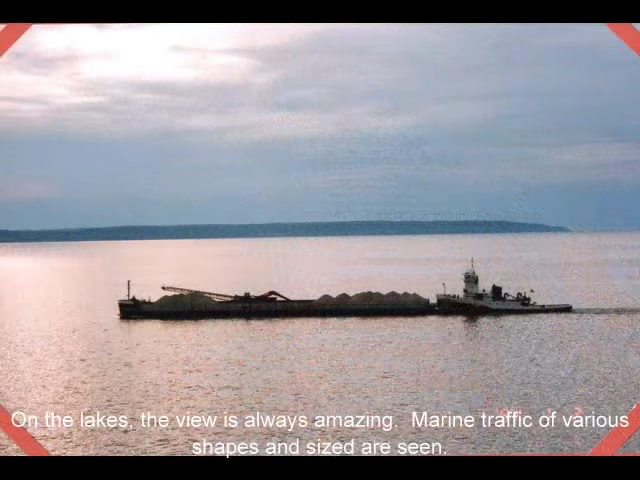 On the lakes, the view is always amazing.  Marine traffic of various
shapes and sized are seen.